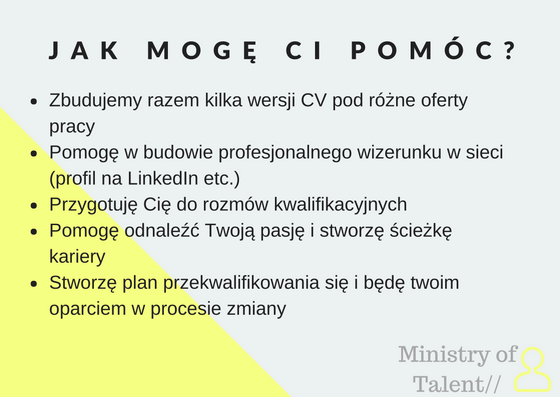 JAK MOGĘ CI POMÓC?
• Zbudujemy razem kilka wersji CV pod różne oferty
pracy
• Pomogę w budowie profesjonalnego wizerunku w sieci
(profil na LinkedIn etc.)
• Przygotuję Cię do rozmów kwalifikacyjnych
• Pomogę odnaleźć Twoją pasję i stworzę ścieżkę
kariery
• Stworzę plan przekwalifikowania się i będę twoim
oparciem w procesie zmiany
Ministry of
Talent//